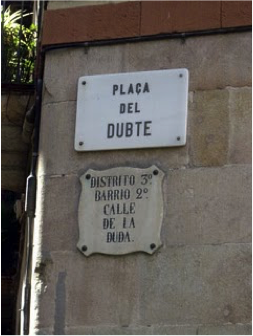 PLAÇA
DEL
DUBTE
DISTRITO 3º
BARRIO 2º
CALLE
DE LA
DUDA.